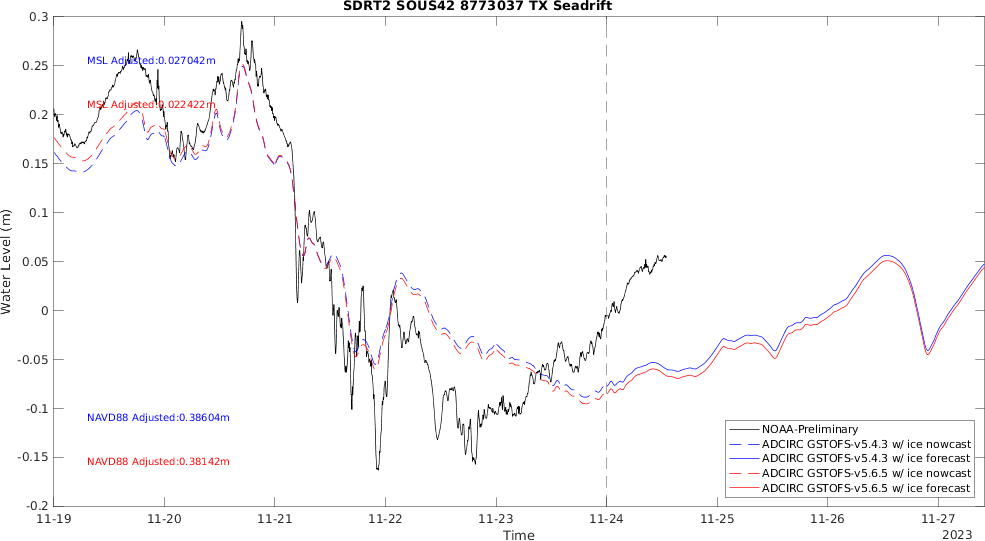 SDRT2 SOUS42 8773037 TX Seadrift
0.3
0.25
0.2
0.15
0.1
0.05
0
-0.05
-0.1
-0.15
-0.2
Water Level (m)
MSL Adjusted:0.027042m
MSL Adjusted:0.022422m
NAVD88 Adjusted:0.38604m
NAVD88 Adjusted:0.38142m
NOAA-Preliminary
ADCIRC GSTOFS-v5.4.3 w/ ice nowcast
ADCIRC GSTOFS-v5.4.3 w/ ice forecast
ADCIRC GSTOFS-v5.6.5 w/ ice nowcast
ADCIRC GSTOFS-v5.6.5 w/ ice forecast
11-19 11-20 11-21 11-22 11-23 11-24 11-25 11-26 11-27
Time
2023